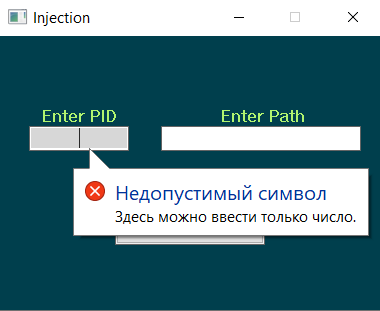 Injection
Enter PID
Enter Path
Недопустимый символ
Здесь можно ввести только число.